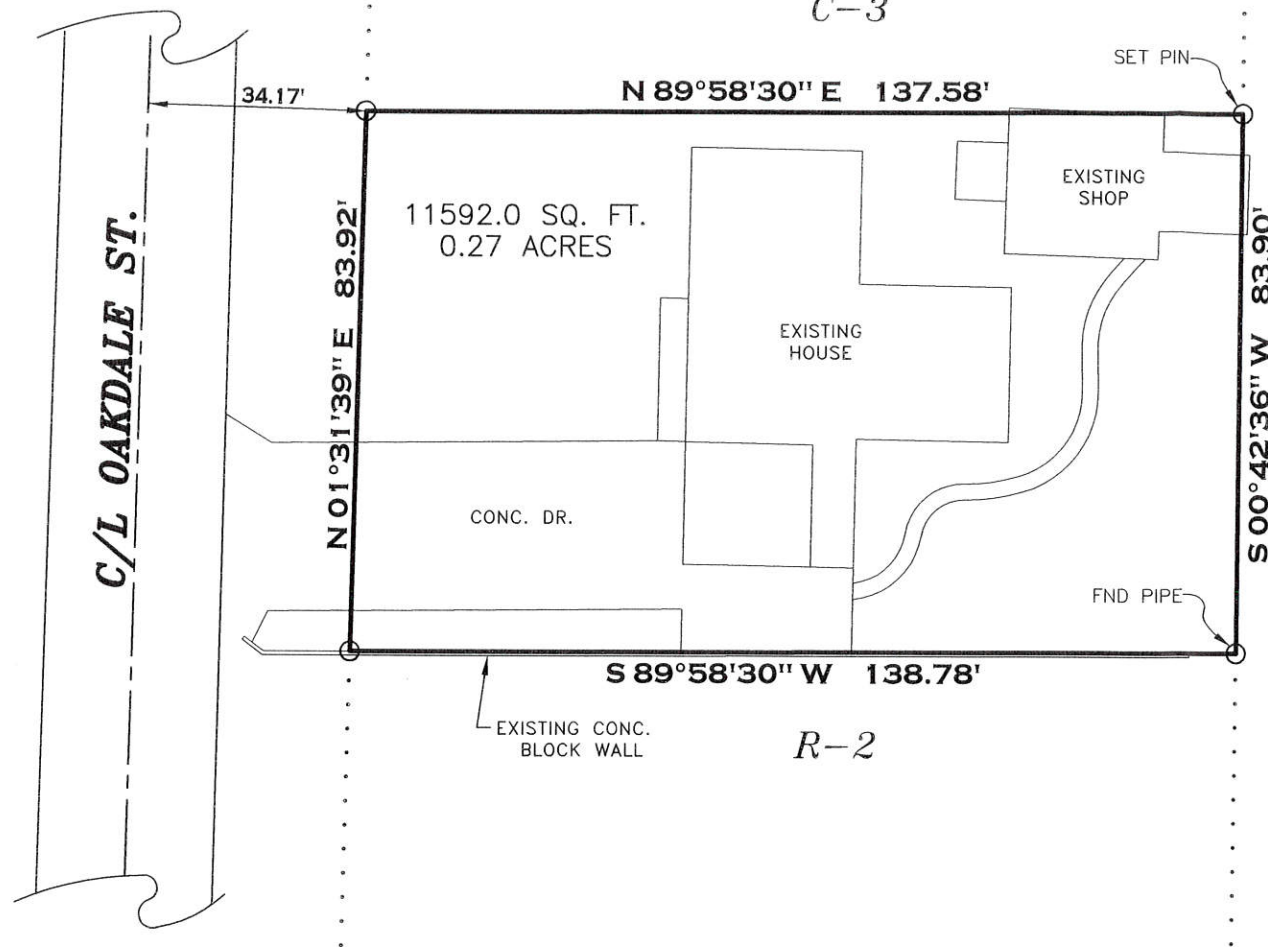 C-3
SET PIN
34.17'
N 89°58'30" E 137.58'
EXISTING
SHOP
11592.0 SQ. FT.
0.27 ACRES
C/L OAKDALE ST.
N 01°31'39" E 83.92'
EXISTING
HOUSE
S 00°42'36" W 83.90'
CONC. DR.
FND PIPE
S 89°58'30" W 138.78'
EXISTING CONC.
BLOCK WALL
R-2